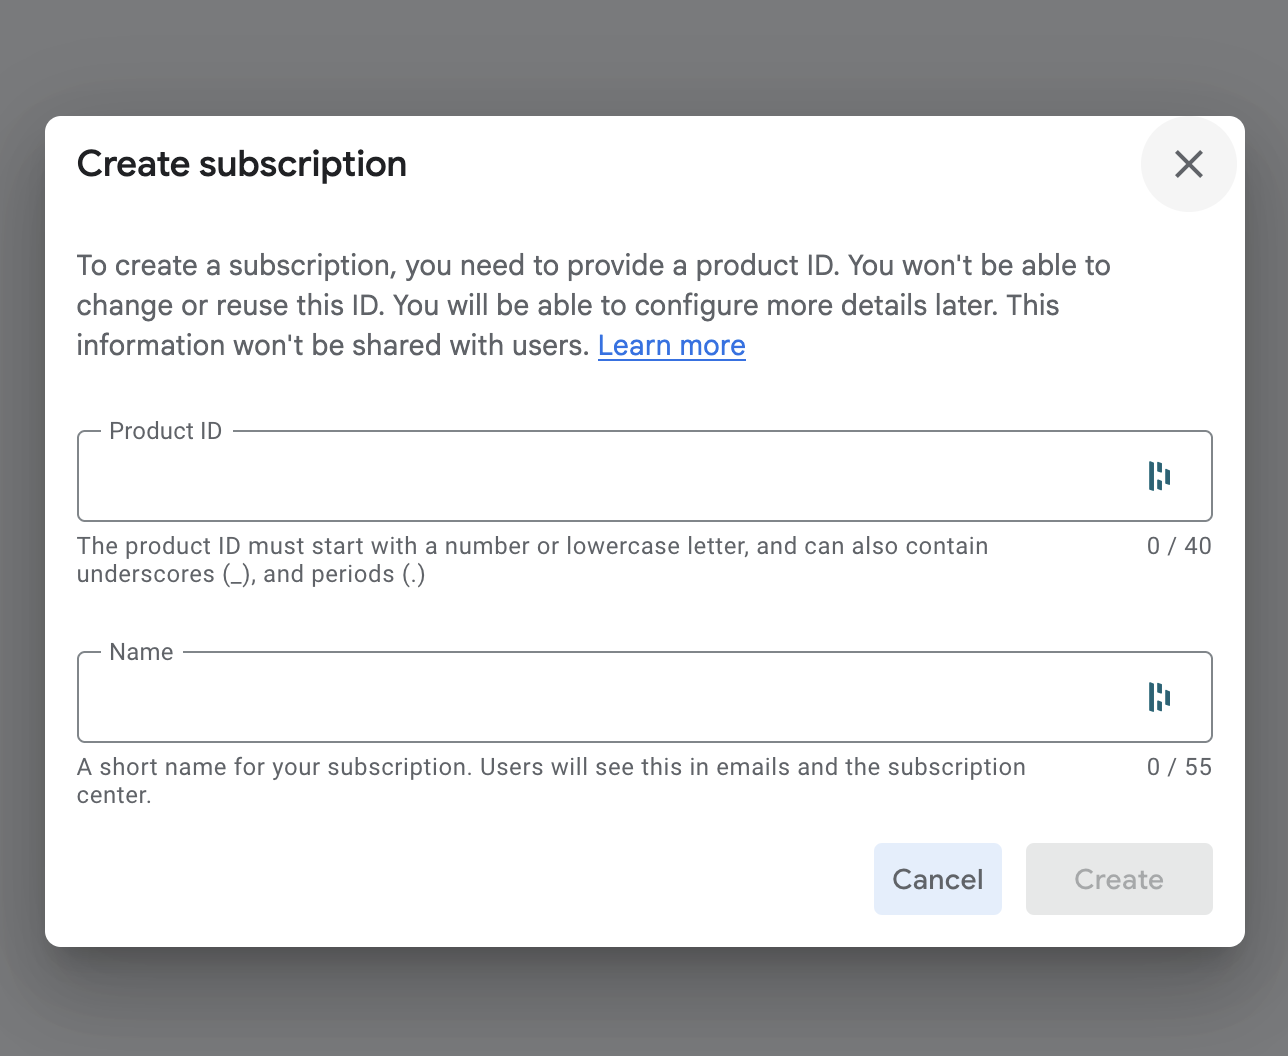 Create subscription
To create a subscription, you need to provide a product ID. You won't be able to
change or reuse this ID. You will be able to configure more details later. This
information won't be shared with users. Learn more
Product ID
The product ID must start with a number or lowercase letter, and can also contain
underscores (_), and periods (.)
0 / 40
Name
A short name for your subscription. Users will see this in emails and the subscription
center.
0 / 55
Cancel
Create